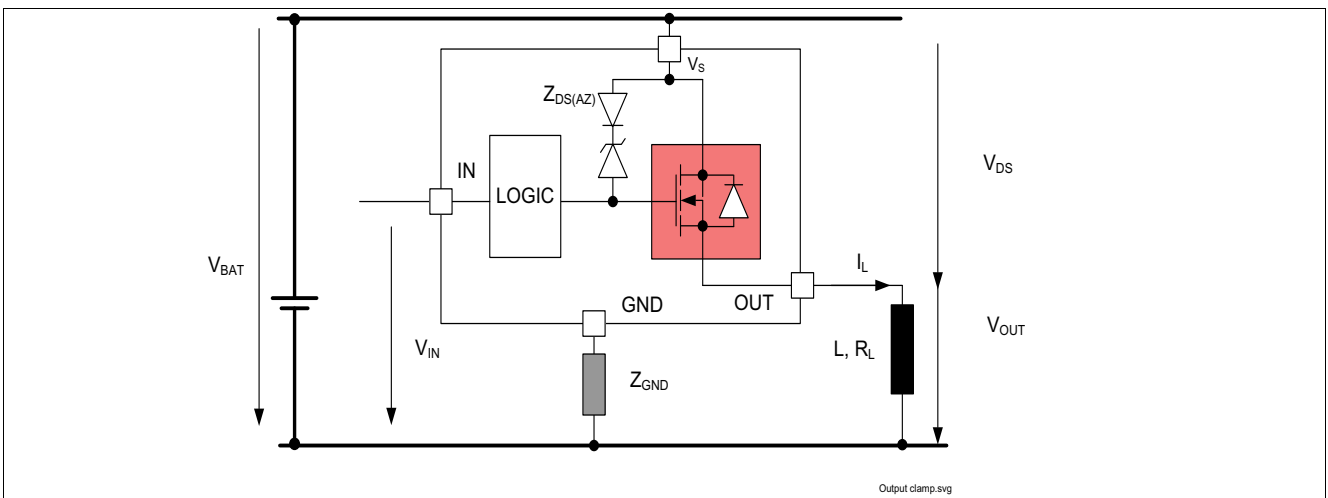 V_S
Z_DS(AZ)
V_DS
IN
LOGIC
V_BAT
I_L
GND
OUT
V_OUT
V_IN
L, R_L
Z_GND
Output clamp.svg